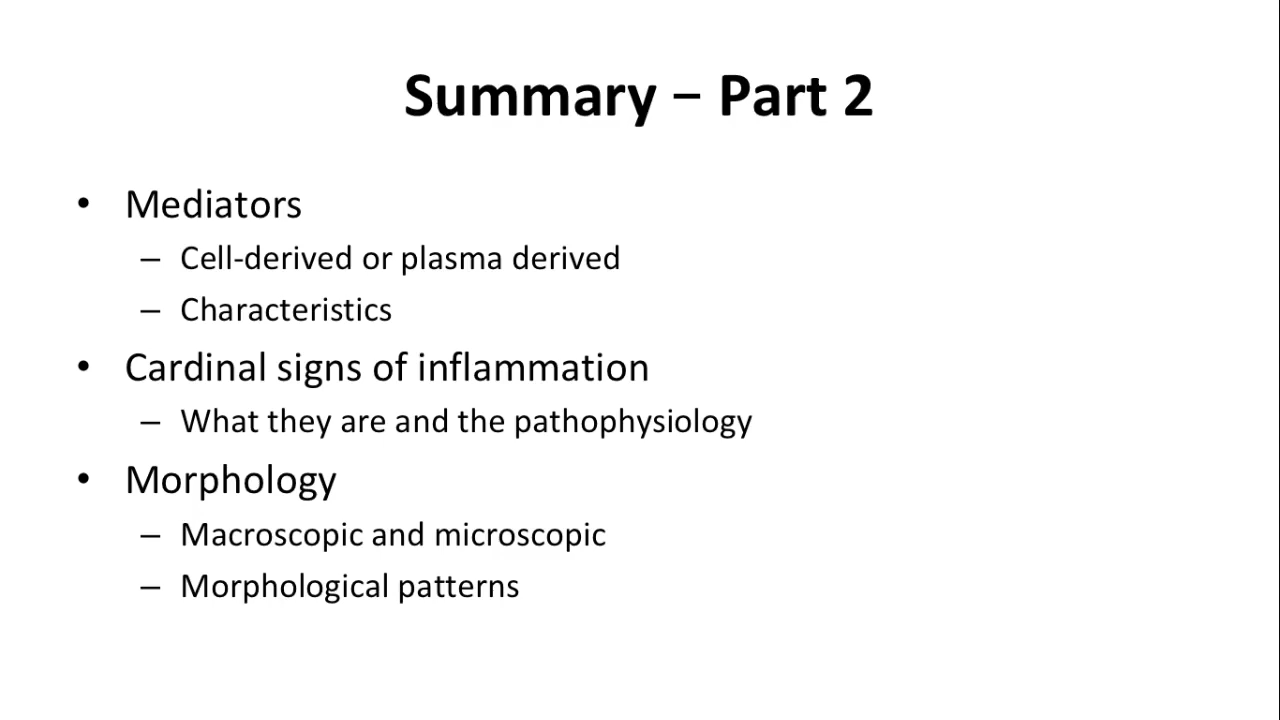 Summary – Part 2
• Mediators
– Cell-derived or plasma derived
– Characteristics
• Cardinal signs of inflammation
– What they are and the pathophysiology
• Morphology
– Macroscopic and microscopic
– Morphological patterns